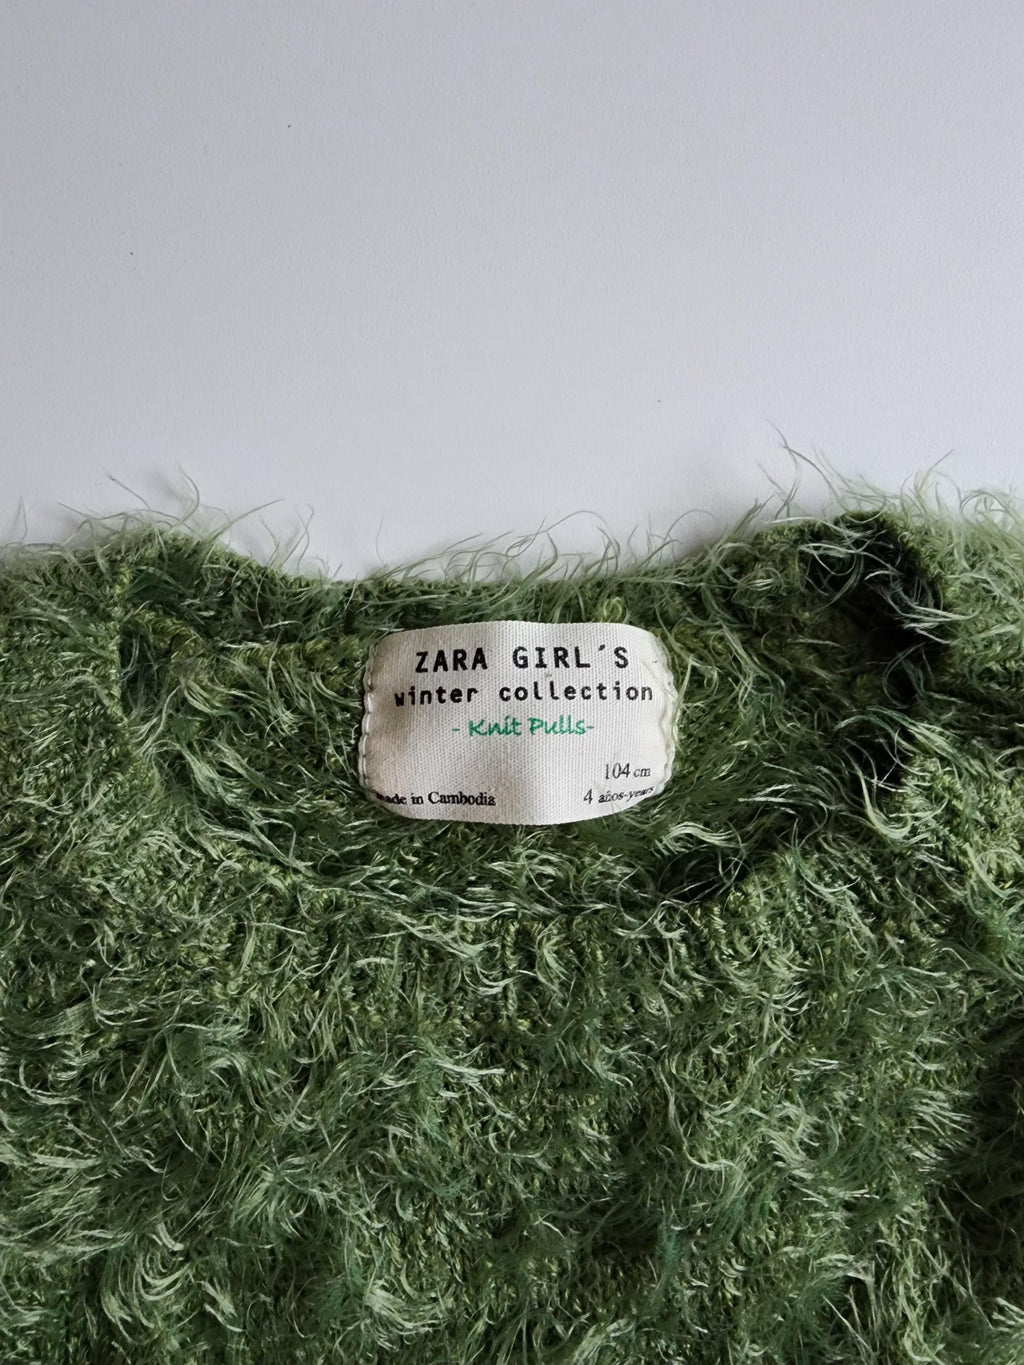 ZARA GIRL´S
winter collection
- Knit Pulls-
104 cm
made in Cambodia 4 años-years